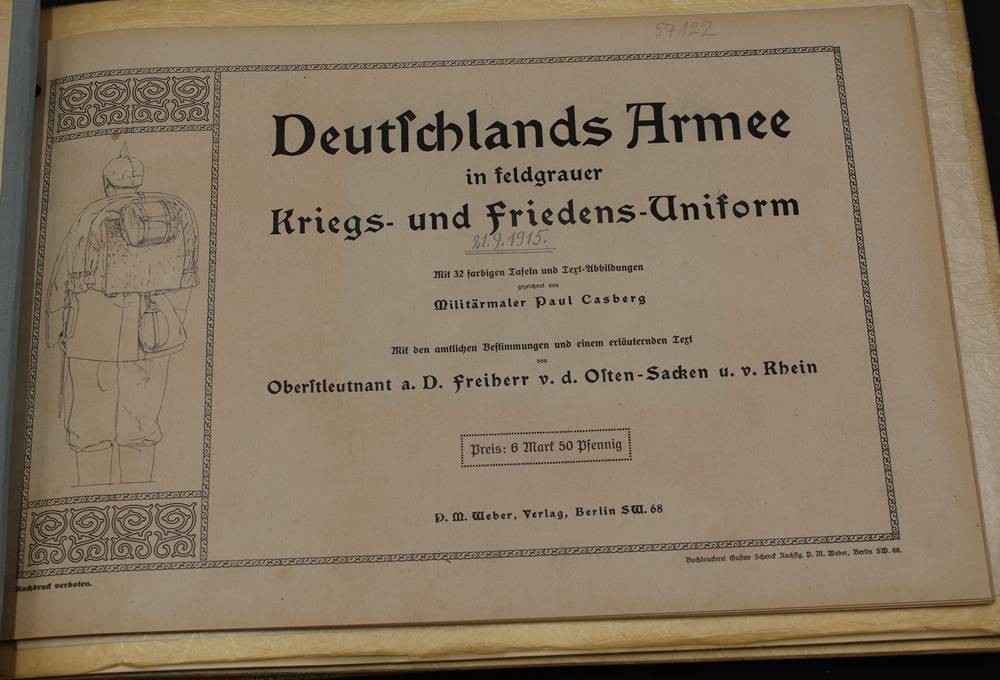 57122
Deutſchlands Armee
in feldgrauer
Kriegs- und Friedens-Uniform
21.9.1915.
Mit 32 farbigen Tafeln und Text-Abbildungen
gezeichnet von
Militärmaler Paul Casberg
Mit den amtlichen Beſtimmungen und einem erläuternden Text
von
Oberſtleutnant a. D. Freiherr v. d. Oſten-Sacken u. v. Rhein
Preis: 6 Mark 50 Pfennig
P. M. Weber, Verlag, Berlin SW. 68
Buchdruckerei Guſtav Schenck Nachflg. P. M. Weber, Berlin SW. 68.
Nachdruck verboten.